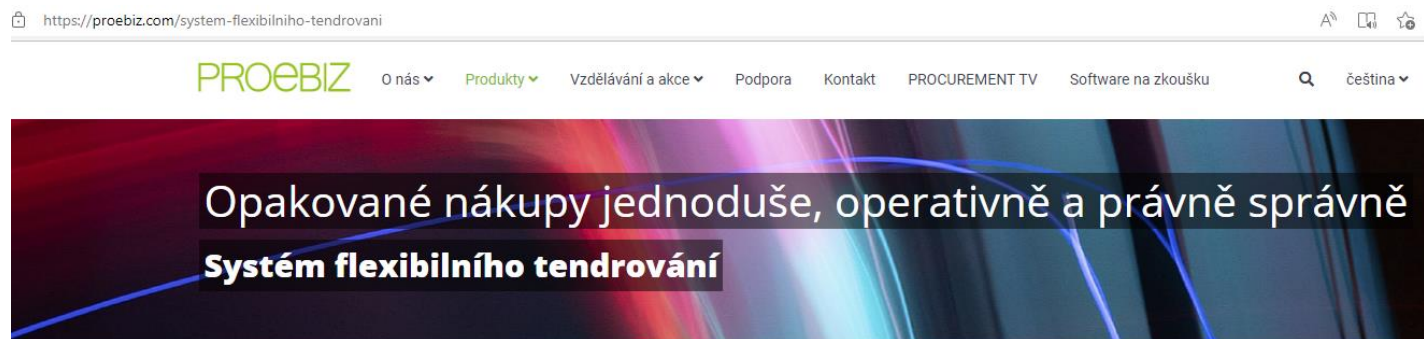 https://proebiz.com/system-flexibilniho-tendrovani
PROEBIZ O nás Produkty Vzdělávání a akce Podpora Kontakt PROCUREMENT TV Software na zkoušku čeština
Opakované nákupy jednoduše, operativně a právně správně
Systém flexibilního tendrování